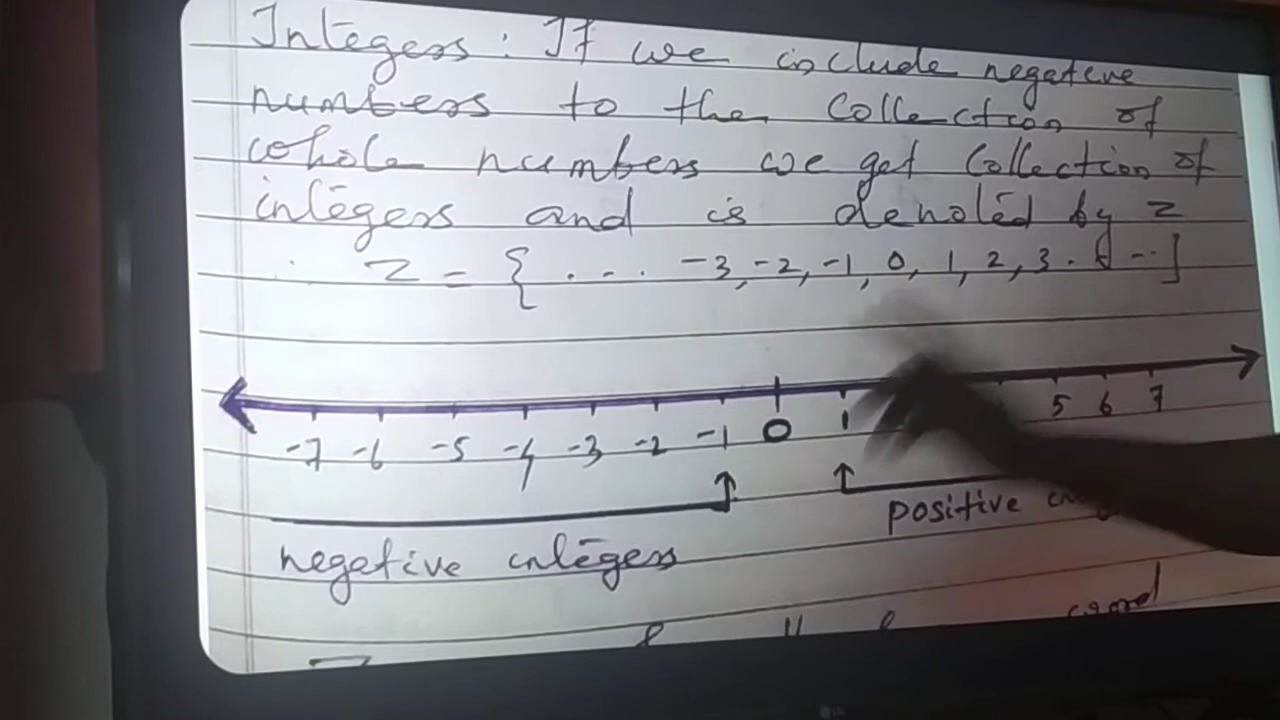 Integers : If we include negative
numbers to the collection of
whole numbers we get collection of
integers and is denoted by Z
Z = { . . . . -3, -2, -1, 0, 1, 2, 3 . . . . ]
-7 -6 -5 -4 -3 -2 -1 0 1 5 6 7
positive
negative integers
word
LG